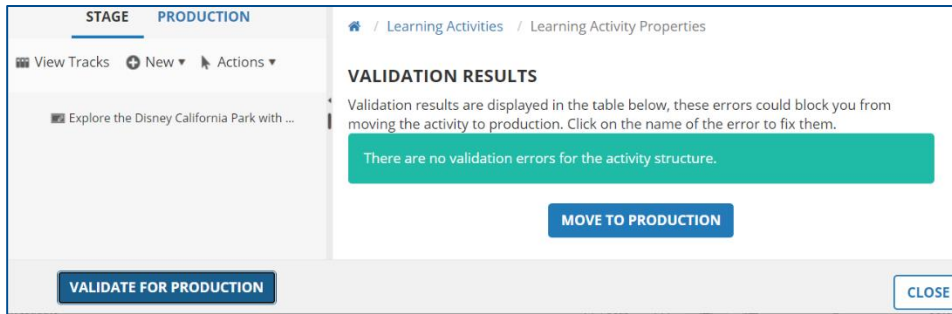 STAGE PRODUCTION
View Tracks New Actions
Explore the Disney California Park with ...
/ Learning Activities / Learning Activity Properties
VALIDATION RESULTS
Validation results are displayed in the table below, these errors could block you from
moving the activity to production. Click on the name of the error to fix them.
There are no validation errors for the activity structure.
MOVE TO PRODUCTION
VALIDATE FOR PRODUCTION
CLOSE